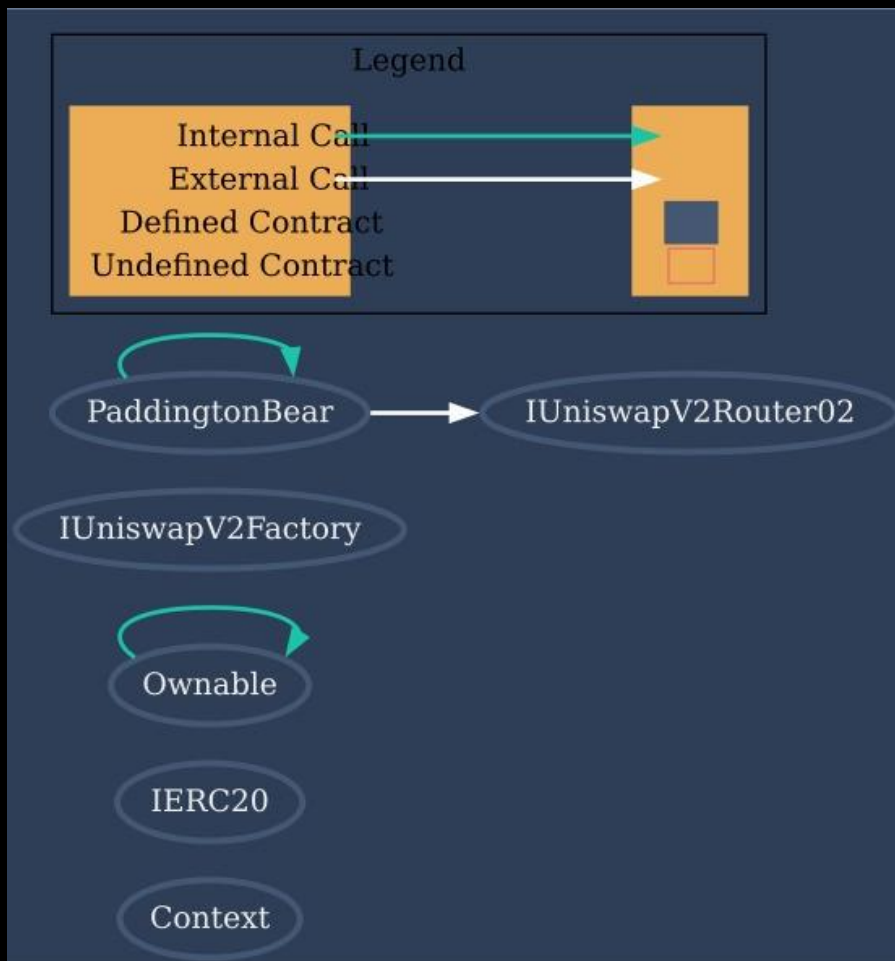 Legend
Internal Call
External Call
Defined Contract
Undefined Contract
PaddingtonBear
IUniswapV2Router02
IUniswapV2Factory
Ownable
IERC20
Context